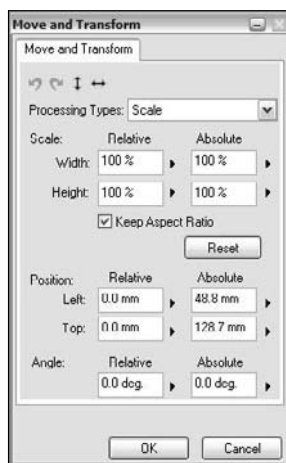 Move and Transform
Move and Transform
Processing Types: Scale
Scale: Relative Absolute
Width: 100 % 100 %
Height: 100 % 100 %
Keep Aspect Ratio
Reset
Position: Relative Absolute
Left: 0.0 mm 48.8 mm
Top: 0.0 mm 128.7 mm
Angle: Relative Absolute
0.0 deg. 0.0 deg.
OK Cancel